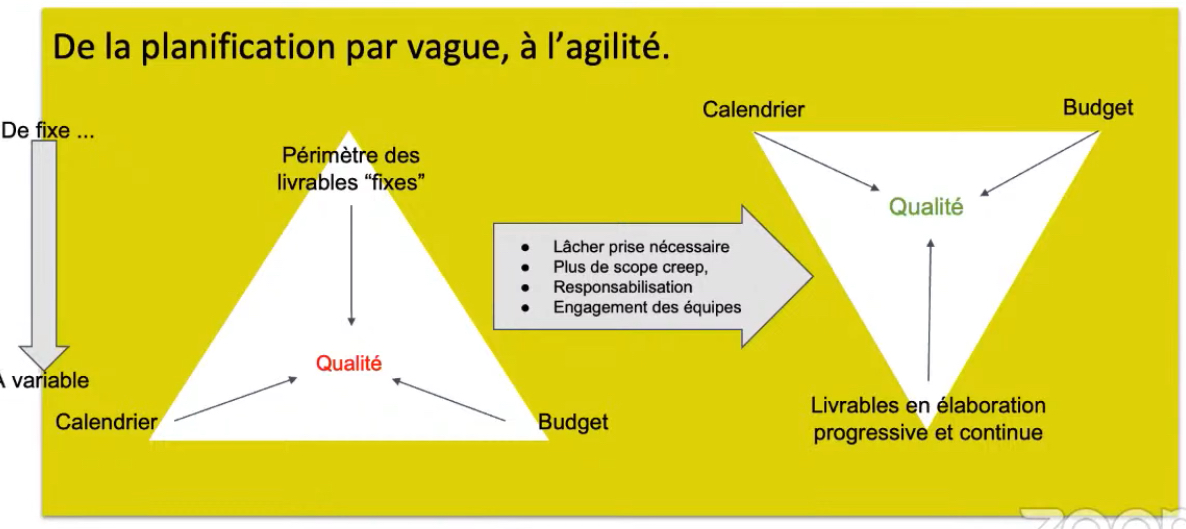 De la planification par vague, à l’agilité.
De fixe ...
À variable
Périmètre des
livrables “fixes”
Qualité
Calendrier
Budget
● Lâcher prise nécessaire
● Plus de scope creep,
● Responsabilisation
● Engagement des équipes
Calendrier
Budget
Qualité
Livrables en élaboration
progressive et continue
zoom